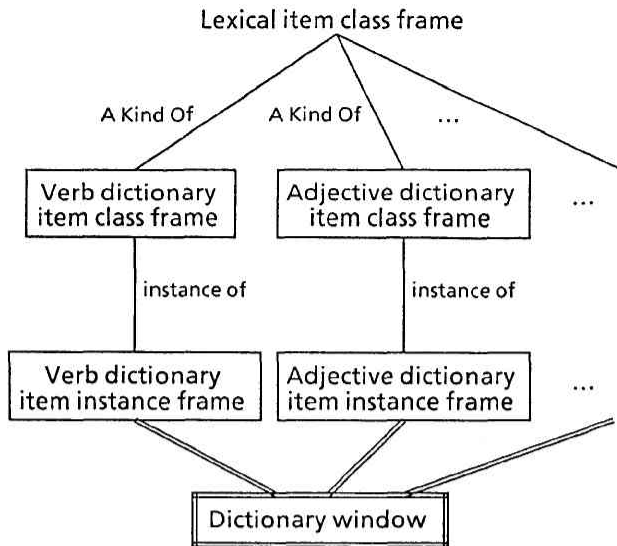 Lexical item class frame
A Kind Of A Kind Of ...
Verb dictionary
item class frame
Adjective dictionary
item class frame
...
instance of instance of
Verb dictionary
item instance frame
Adjective dictionary
item instance frame
...
Dictionary window